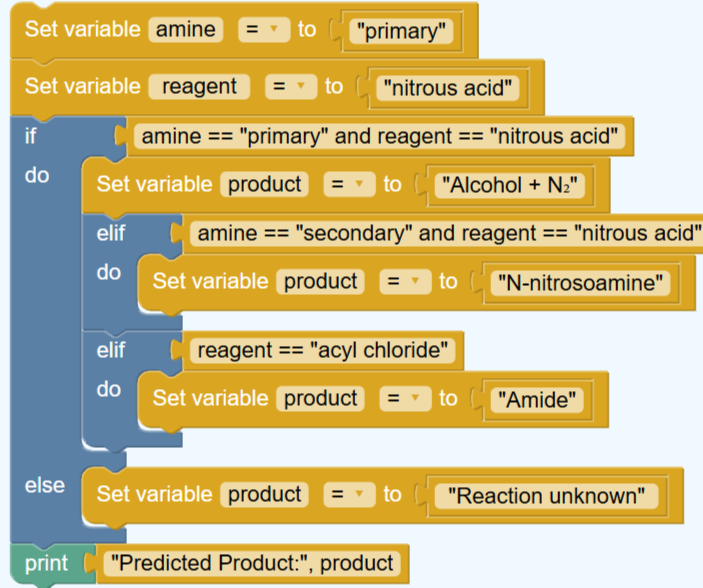 Set variable amine = to "primary"
Set variable reagent = to "nitrous acid"
if amine == "primary" and reagent == "nitrous acid"
do Set variable product = to "Alcohol + N₂"
elif amine == "secondary" and reagent == "nitrous acid"
do Set variable product = to "N-nitrosoamine"
elif reagent == "acyl chloride"
do Set variable product = to "Amide"
else Set variable product = to "Reaction unknown"
print "Predicted Product:", product